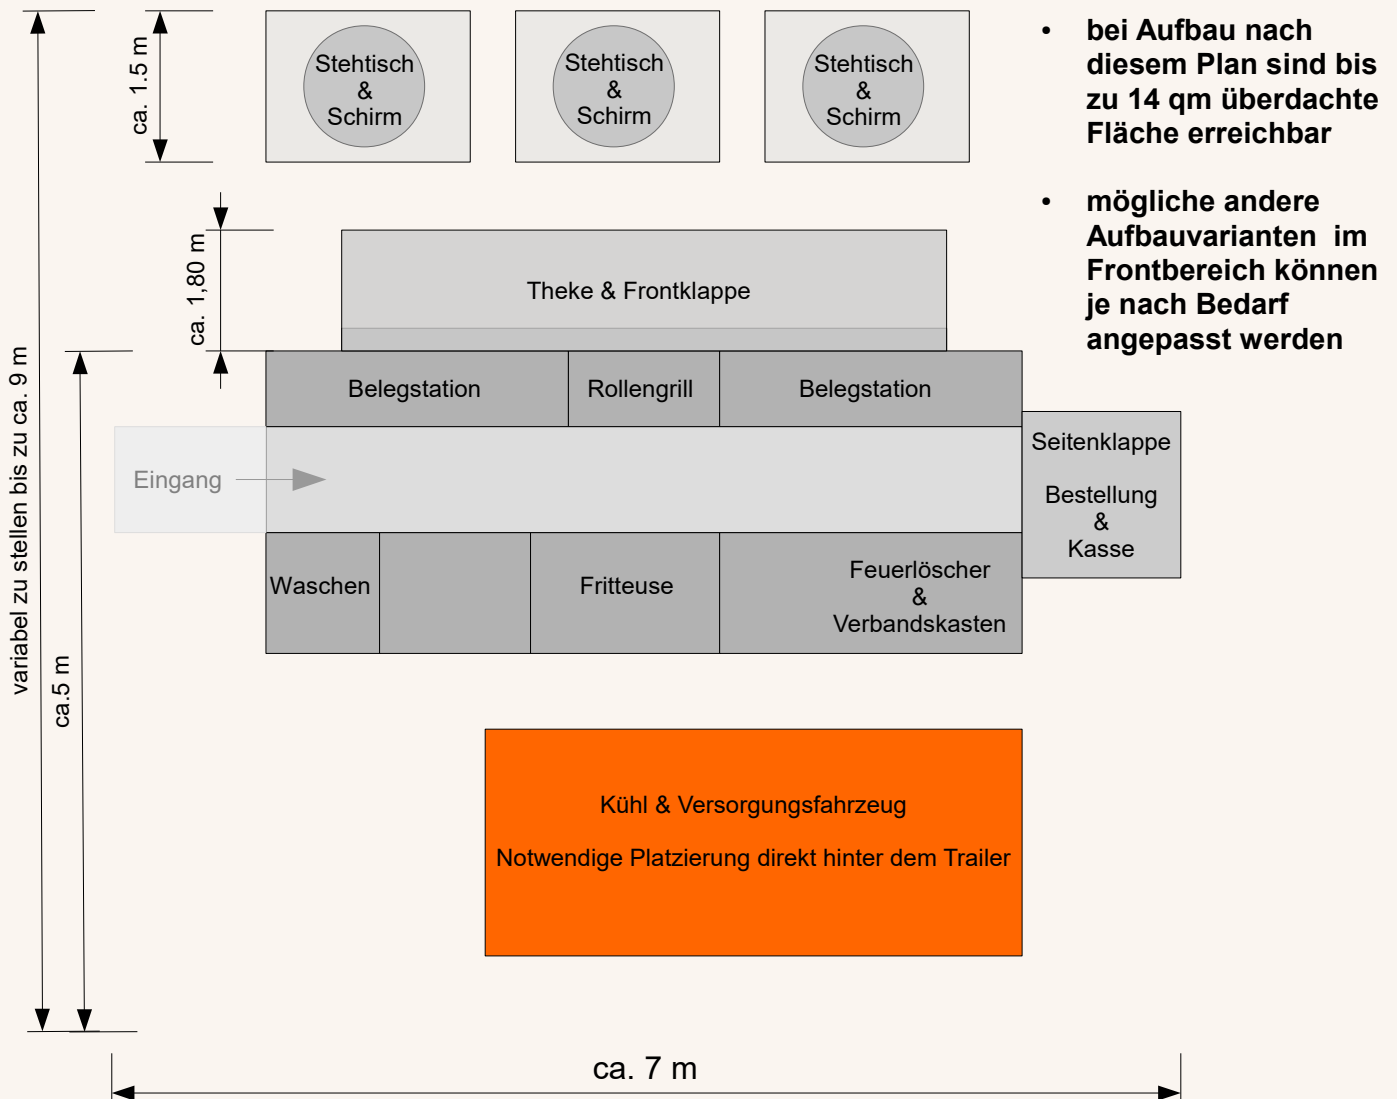 Stehtisch
&
Schirm
Stehtisch
&
Schirm
Stehtisch
&
Schirm
ca. 1.5 m
• bei Aufbau nach
diesem Plan sind bis
zu 14 qm überdachte
Fläche erreichbar
• mögliche andere
Aufbauvarianten im
Frontbereich können
je nach Bedarf
angepasst werden
ca. 1,80 m
Theke & Frontklappe
variabel zu stellen bis zu ca. 9 m
ca.5 m
Belegstation
Rollengrill
Belegstation
Eingang
Seitenklappe
Bestellung
&
Kasse
Waschen
Fritteuse
Feuerlöscher
&
Verbandskasten
Kühl & Versorgungsfahrzeug
Notwendige Platzierung direkt hinter dem Trailer
ca. 7 m